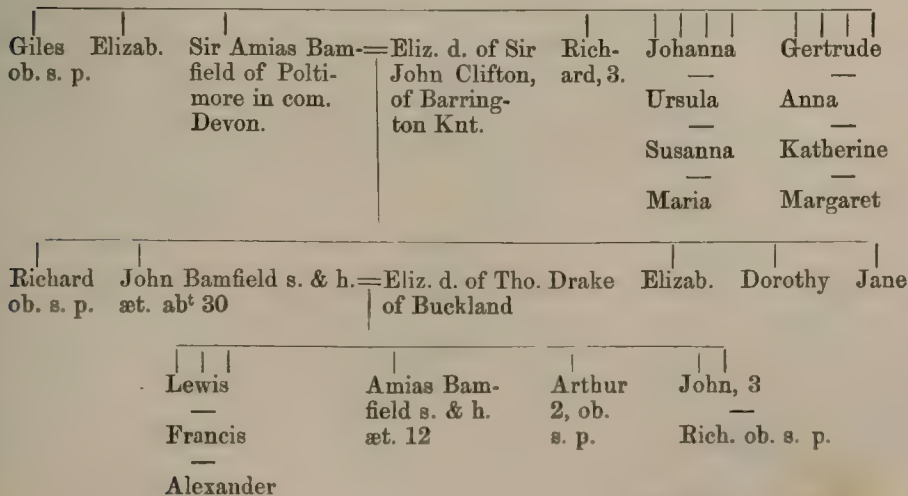 Giles
ob. s. p.
Elizab.
Sir Amias Bam-=Eliz. d. of Sir
field of Polti-
more in com.
Devon.
John Clifton,
of Barring-
ton Knt.
Rich-
ard, 3.
Johanna
—
Ursula
—
Susanna
—
Maria
Gertrude
—
Anna
—
Katherine
—
Margaret
Richard
ob. s. p.
John Bamfield s. & h.=Eliz. d. of Tho. Drake
æt. abᵗ 30
of Buckland
Elizab.
Dorothy
Jane
Lewis
—
Francis
—
Alexander
Amias Bam-
field s. & h.
æt. 12
Arthur
2, ob.
s. p.
John, 3
—
Rich. ob. s. p.